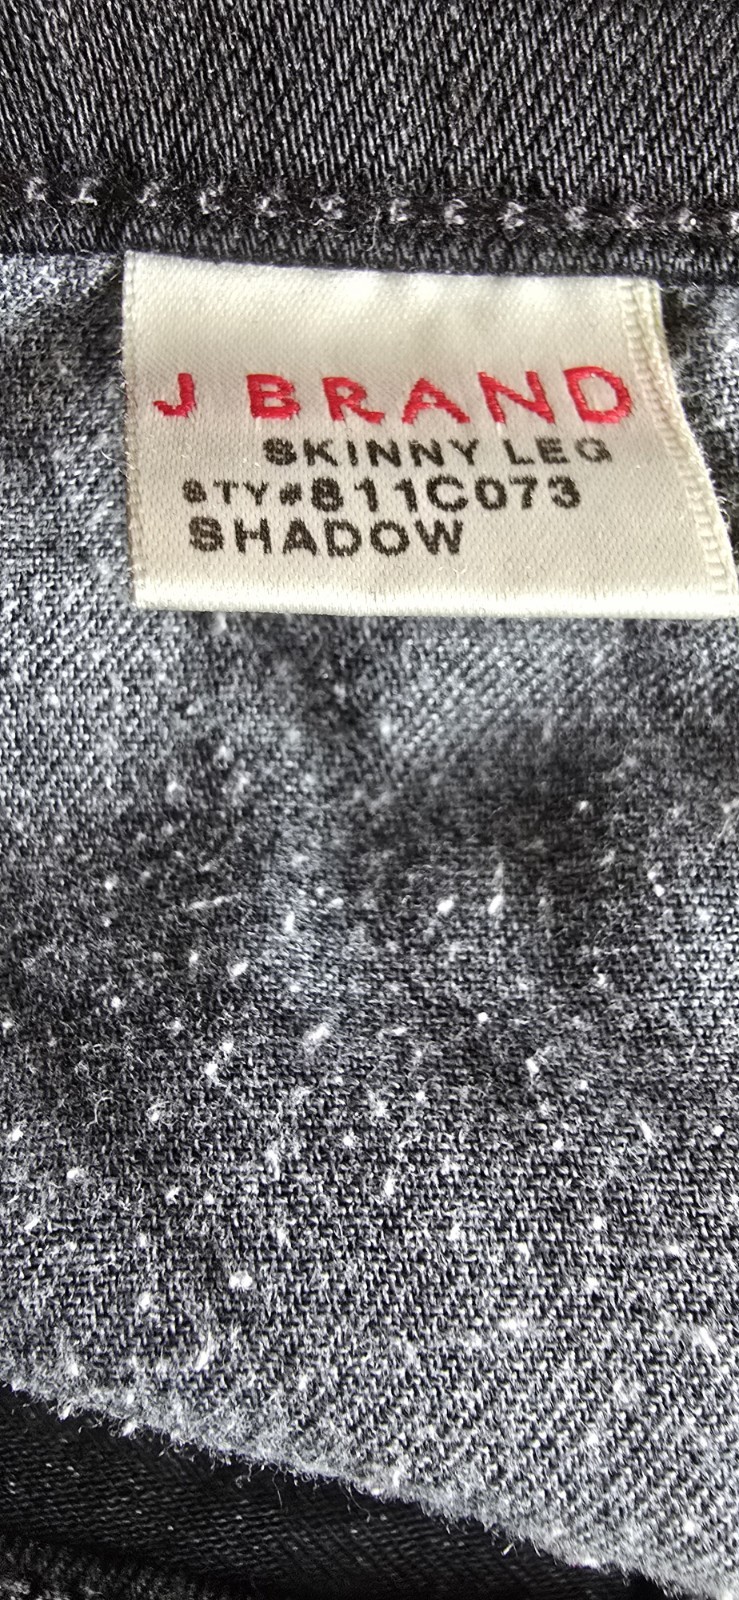 J BRAND
SKINNY LEG
STY#811C073
SHADOW